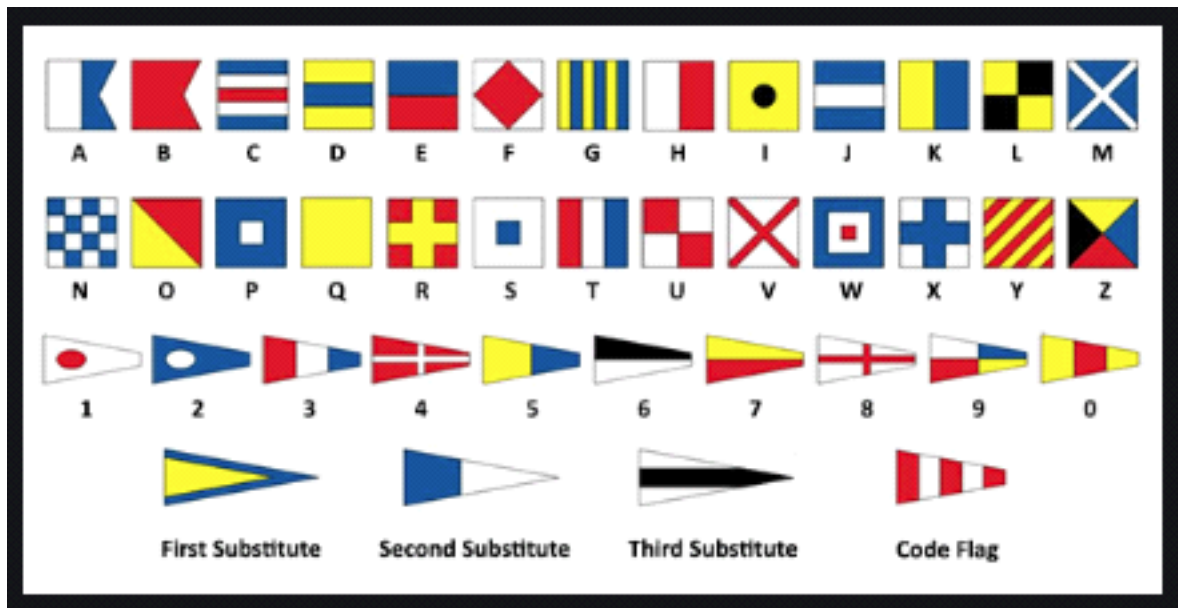 A B C D E F G H I J K L M
N O P Q R S T U V W X Y Z
1 2 3 4 5 6 7 8 9 0
First Substitute Second Substitute Third Substitute Code Flag